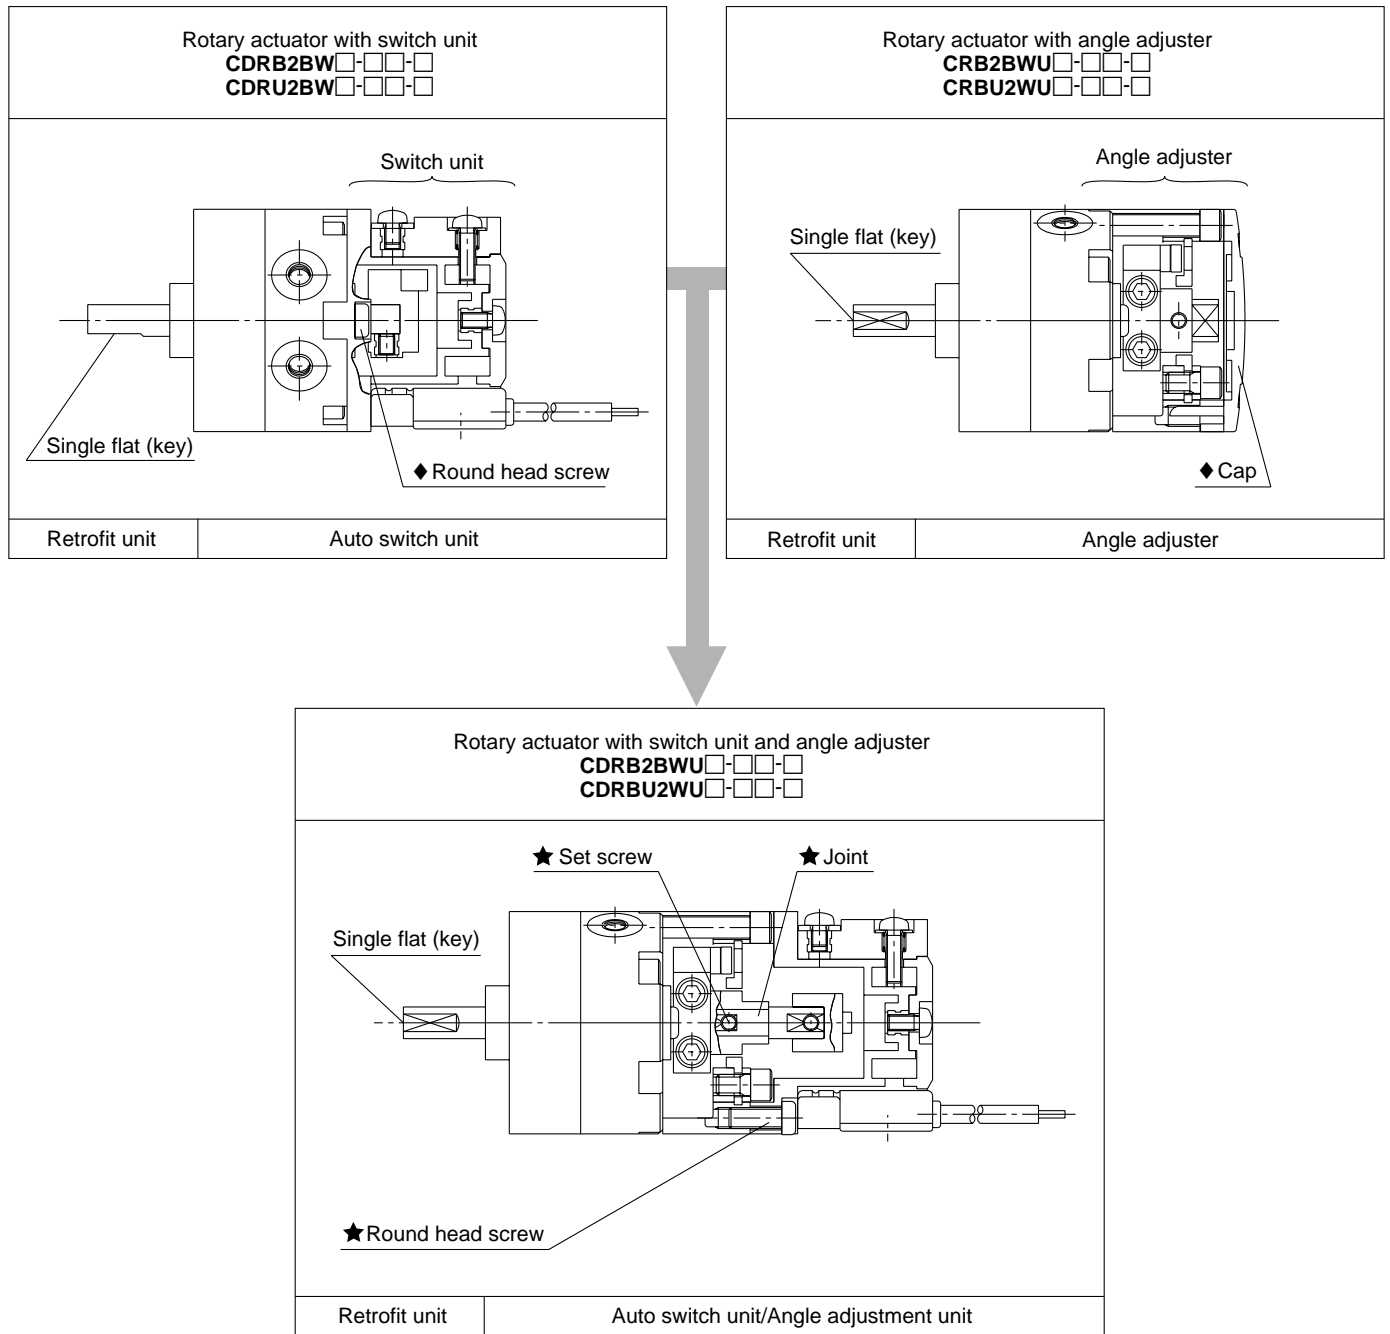 Rotary actuator with switch unit
CDRB2BW□-□□-□
CDRU2BW□-□□-□
Switch unit
Single flat (key)
♦ Round head screw
Retrofit unit
Auto switch unit
Rotary actuator with angle adjuster
CRB2BWU□-□□-□
CRBU2WU□-□□-□
Angle adjuster
Single flat (key)
♦ Cap
Retrofit unit
Angle adjuster
Rotary actuator with switch unit and angle adjuster
CDRB2BWU□-□□-□
CDRBU2WU□-□□-□
★ Set screw
★ Joint
Single flat (key)
★ Round head screw
Retrofit unit
Auto switch unit/Angle adjustment unit